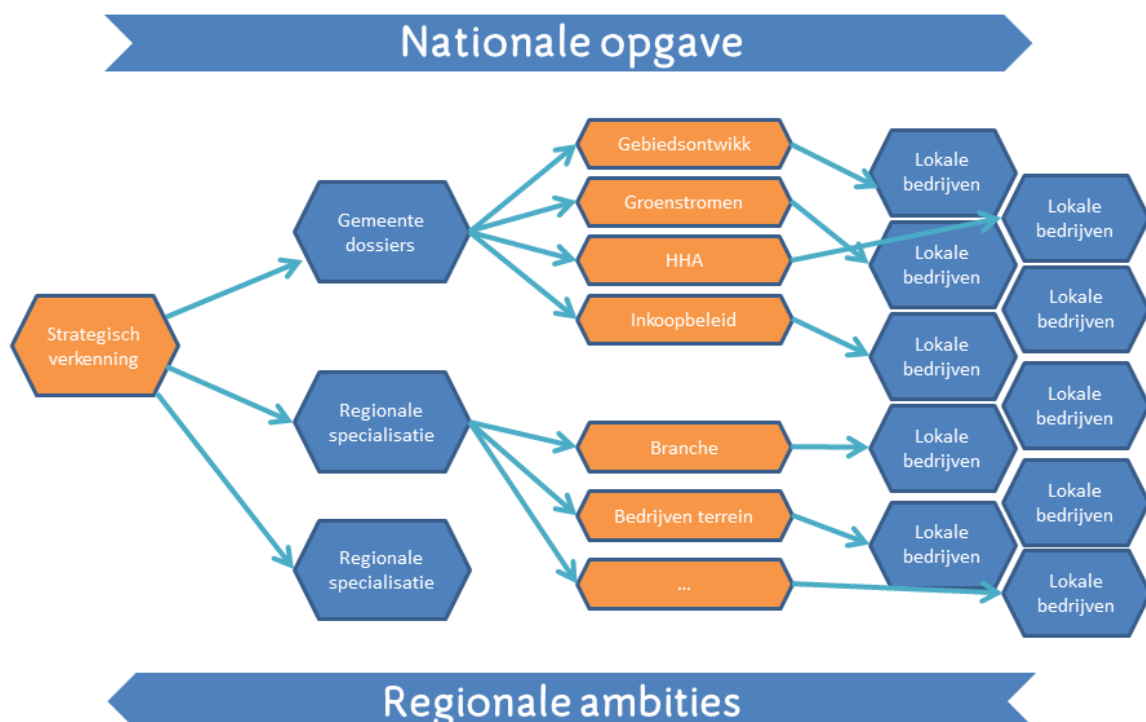 Nationale opgave
Strategisch
verkenning
Gemeente
dossiers
Regionale
specialisatie
Regionale
specialisatie
Gebiedsontwikk
Groenstromen
HHA
Inkoopbeleid
Branche
Bedrijven terrein
...
Lokale
bedrijven
Lokale
bedrijven
Lokale
bedrijven
Lokale
bedrijven
Lokale
bedrijven
Lokale
bedrijven
Lokale
bedrijven
Lokale
bedrijven
Lokale
bedrijven
Lokale
bedrijven
Regionale ambities